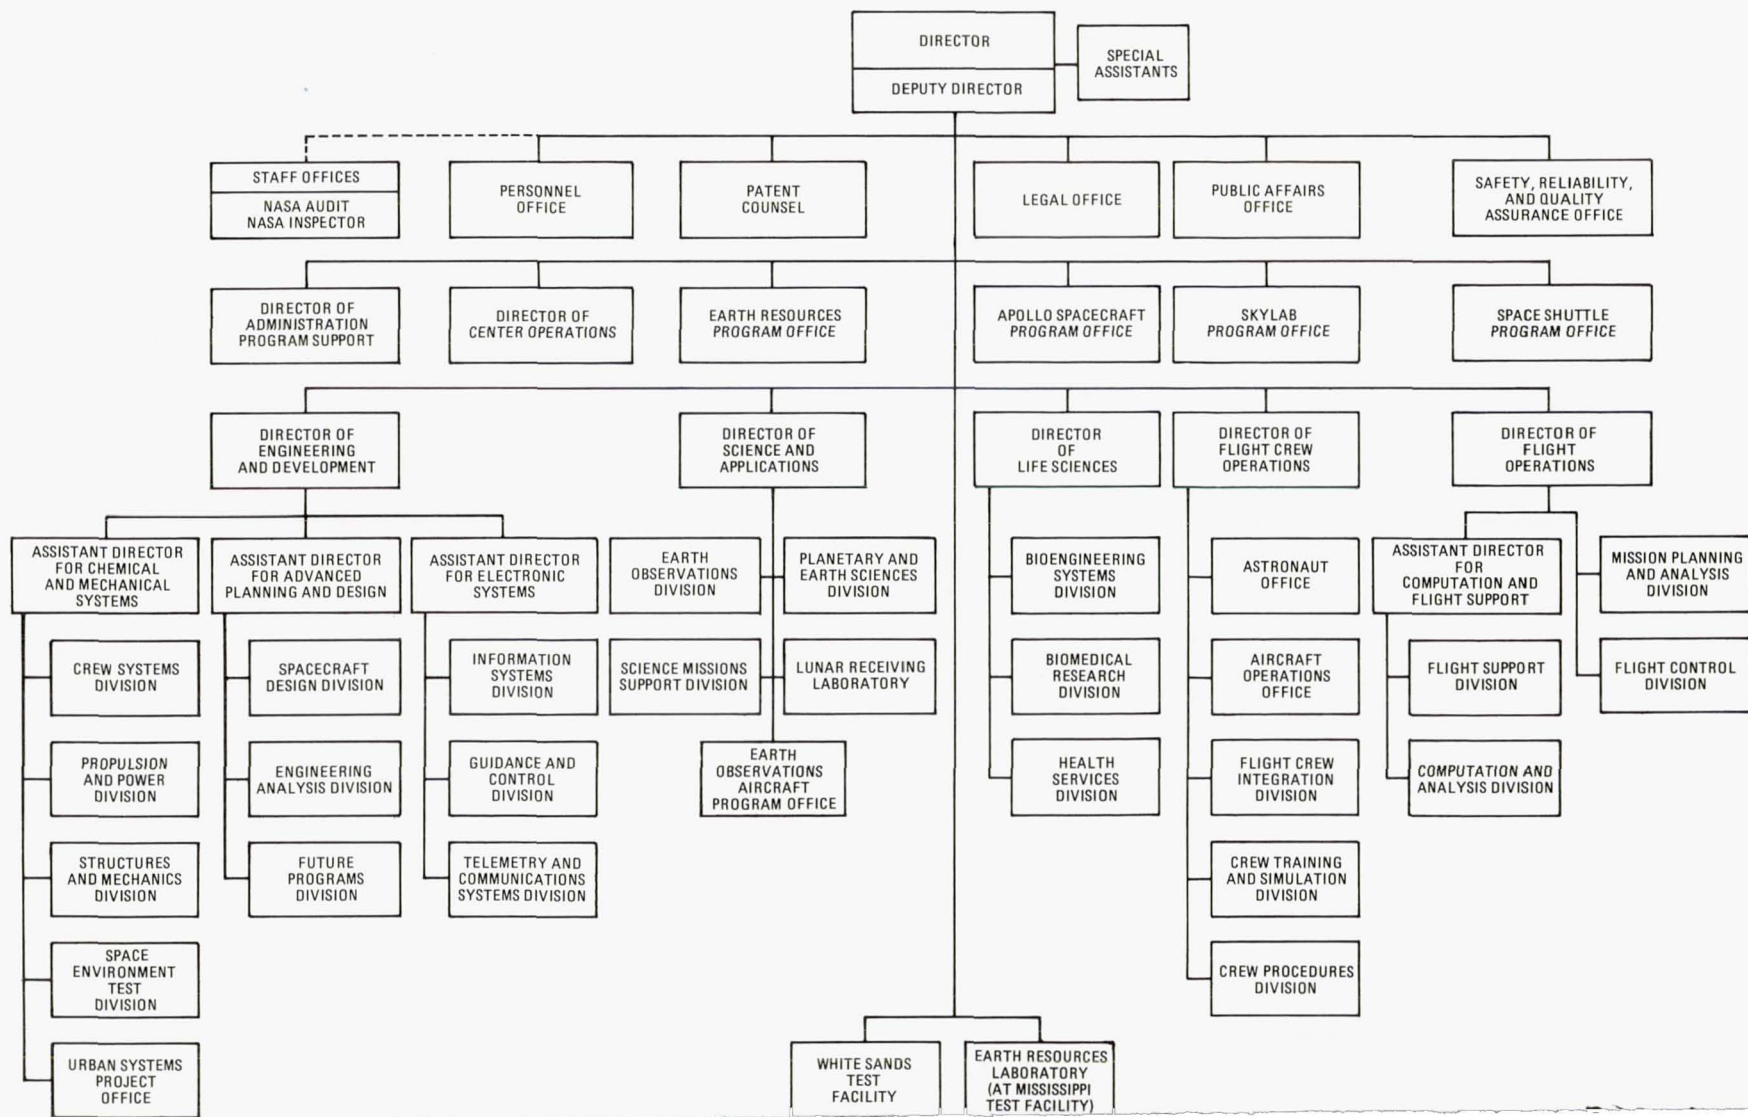 DIRECTOR
DEPUTY DIRECTOR
SPECIAL
ASSISTANTS
STAFF OFFICES
NASA AUDIT
NASA INSPECTOR
PERSONNEL
OFFICE
PATENT
COUNSEL
LEGAL OFFICE
PUBLIC AFFAIRS
OFFICE
SAFETY, RELIABILITY,
AND QUALITY
ASSURANCE OFFICE
DIRECTOR OF
ADMINISTRATION
PROGRAM SUPPORT
DIRECTOR OF
CENTER OPERATIONS
EARTH RESOURCES
PROGRAM OFFICE
APOLLO SPACECRAFT
PROGRAM OFFICE
SKYLAB
PROGRAM OFFICE
SPACE SHUTTLE
PROGRAM OFFICE
DIRECTOR OF
ENGINEERING
AND DEVELOPMENT
DIRECTOR OF
SCIENCE AND
APPLICATIONS
DIRECTOR
OF
LIFE SCIENCES
DIRECTOR OF
FLIGHT CREW
OPERATIONS
DIRECTOR OF
FLIGHT
OPERATIONS
ASSISTANT DIRECTOR
FOR CHEMICAL
AND MECHANICAL
SYSTEMS
ASSISTANT DIRECTOR
FOR ADVANCED
PLANNING AND DESIGN
ASSISTANT DIRECTOR
FOR ELECTRONIC
SYSTEMS
EARTH
OBSERVATIONS
DIVISION
PLANETARY AND
EARTH SCIENCES
DIVISION
BIOENGINEERING
SYSTEMS
DIVISION
ASTRONAUT
OFFICE
ASSISTANT DIRECTOR
FOR
COMPUTATION AND
FLIGHT SUPPORT
MISSION PLANNING
AND ANALYSIS
DIVISION
CREW SYSTEMS
DIVISION
SPACECRAFT
DESIGN DIVISION
INFORMATION
SYSTEMS
DIVISION
SCIENCE MISSIONS
SUPPORT DIVISION
LUNAR RECEIVING
LABORATORY
BIOMEDICAL
RESEARCH
DIVISION
AIRCRAFT
OPERATIONS
OFFICE
FLIGHT SUPPORT
DIVISION
FLIGHT CONTROL
DIVISION
PROPULSION
AND POWER
DIVISION
ENGINEERING
ANALYSIS DIVISION
GUIDANCE AND
CONTROL
DIVISION
EARTH
OBSERVATIONS
AIRCRAFT
PROGRAM OFFICE
HEALTH
SERVICES
DIVISION
FLIGHT CREW
INTEGRATION
DIVISION
COMPUTATION AND
ANALYSIS DIVISION
STRUCTURES
AND MECHANICS
DIVISION
FUTURE
PROGRAMS
DIVISION
TELEMETRY AND
COMMUNICATIONS
SYSTEMS DIVISION
CREW TRAINING
AND SIMULATION
DIVISION
SPACE
ENVIRONMENT
TEST
DIVISION
CREW PROCEDURES
DIVISION
URBAN SYSTEMS
PROJECT
OFFICE
WHITE SANDS
TEST
FACILITY
EARTH RESOURCES
LABORATORY
(AT MISSISSIPPI
TEST FACILITY)